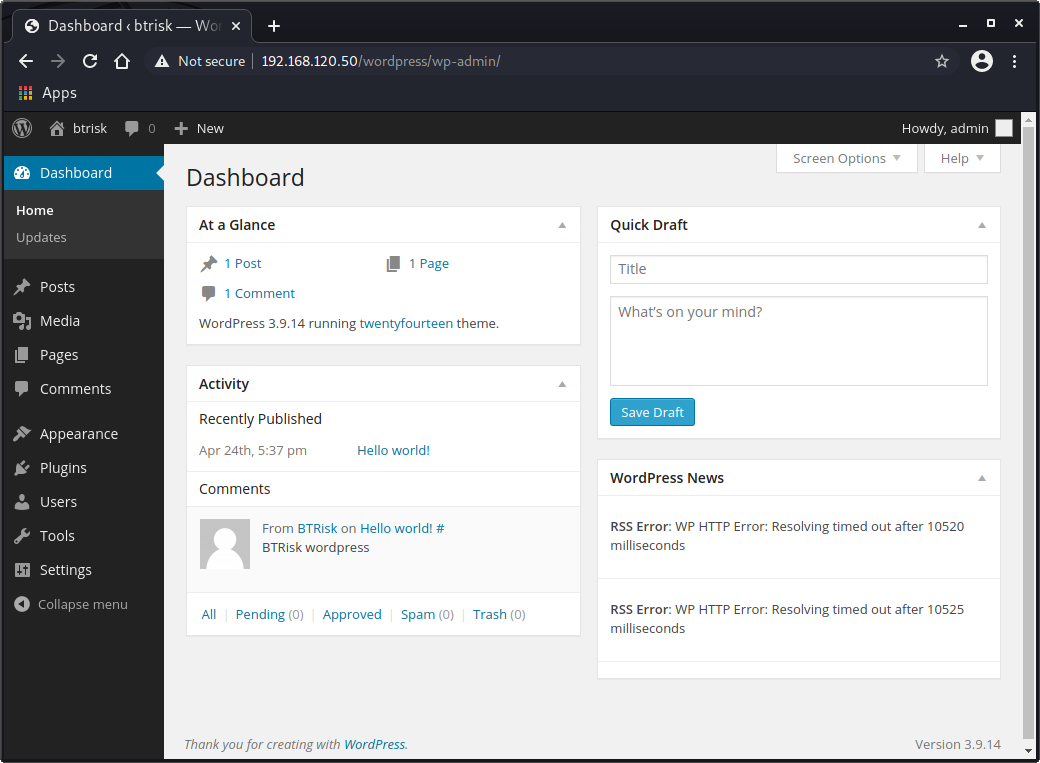 Dashboard ‹ btrisk — Wor
Not secure 192.168.120.50/wordpress/wp-admin/
Apps
btrisk 0 New Howdy, admin
Screen Options Help
Dashboard
Home
Updates
Posts
Media
Pages
Comments
Appearance
Plugins
Users
Tools
Settings
Collapse menu
Dashboard
At a Glance
1 Post 1 Page
1 Comment
WordPress 3.9.14 running twentyfourteen theme.
Activity
Recently Published
Apr 24th, 5:37 pm Hello world!
Comments
From BTRisk on Hello world! #
BTRisk wordpress
All | Pending (0) | Approved | Spam (0) | Trash (0)
Quick Draft
Title
What's on your mind?
Save Draft
WordPress News
RSS Error: WP HTTP Error: Resolving timed out after 10520
milliseconds
RSS Error: WP HTTP Error: Resolving timed out after 10525
milliseconds
Thank you for creating with WordPress. Version 3.9.14